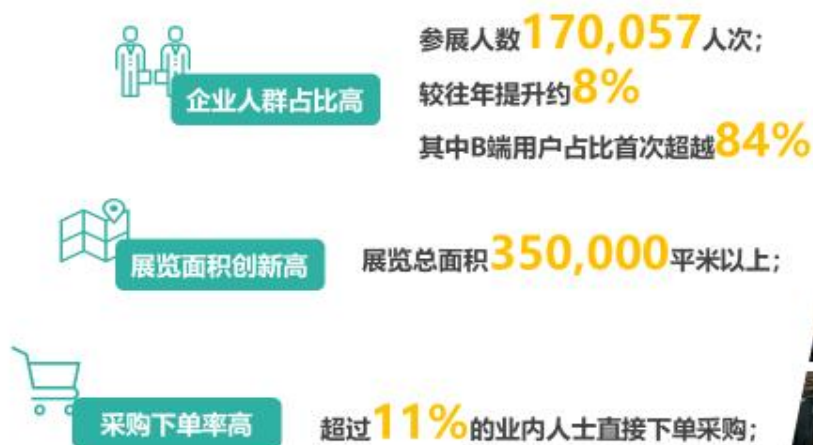 参展人数170,057人次;
较往年提升约8%
企业人群占比高
其中B端用户占比首次超越84%
展览面积创新高
展览总面积350,000平米以上;
采购下单率高
超过11%的业内人士直接下单采购;